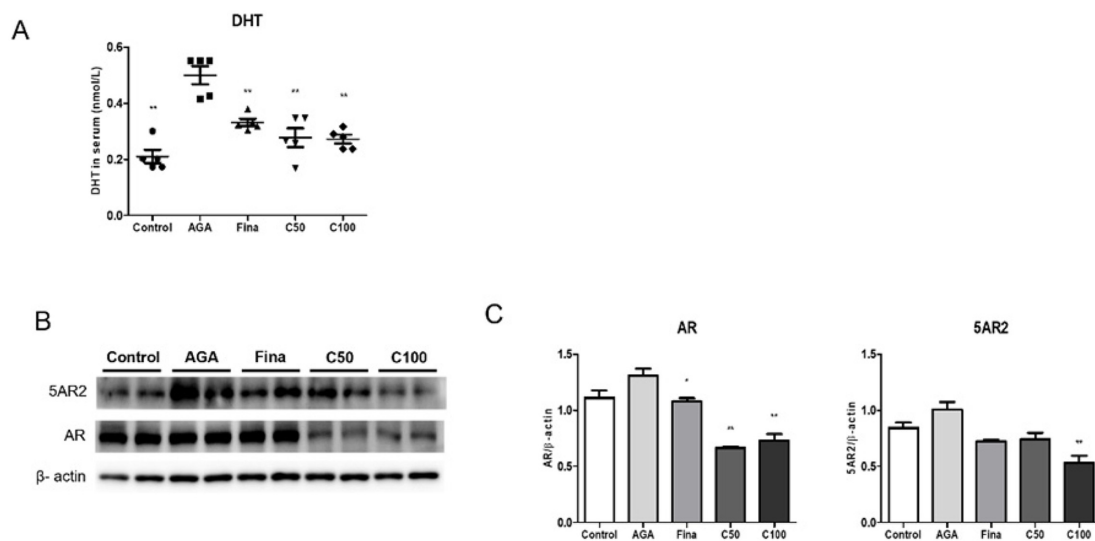 A
DHT
DHT in serum (nmol/L)
0.6
0.4
0.2
0.0
**
**
**
**
Control AGA Fina C50 C100
B
Control AGA Fina C50 C100
5AR2
AR
β- actin
C
AR
AR/β-actin
1.5
1.0
0.5
0.0
*
**
**
Control AGA Fina C50 C100
5AR2
5AR2/β-actin
1.5
1.0
0.5
0.0
**
Control AGA Fina C50 C100